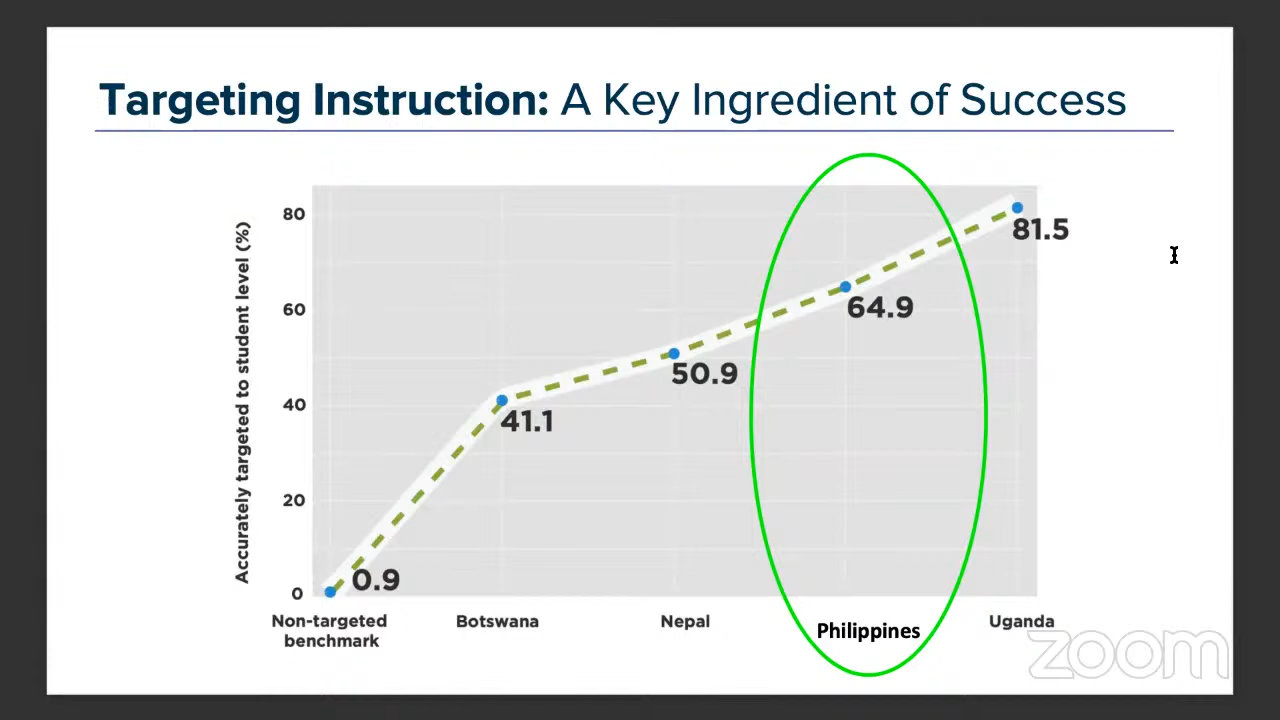 Targeting Instruction: A Key Ingredient of Success
Accurately targeted to student level (%)
80
60
40
20
0
0.9
41.1
50.9
64.9
81.5
Non-targeted
benchmark
Botswana
Nepal
Philippines
Uganda
zoom